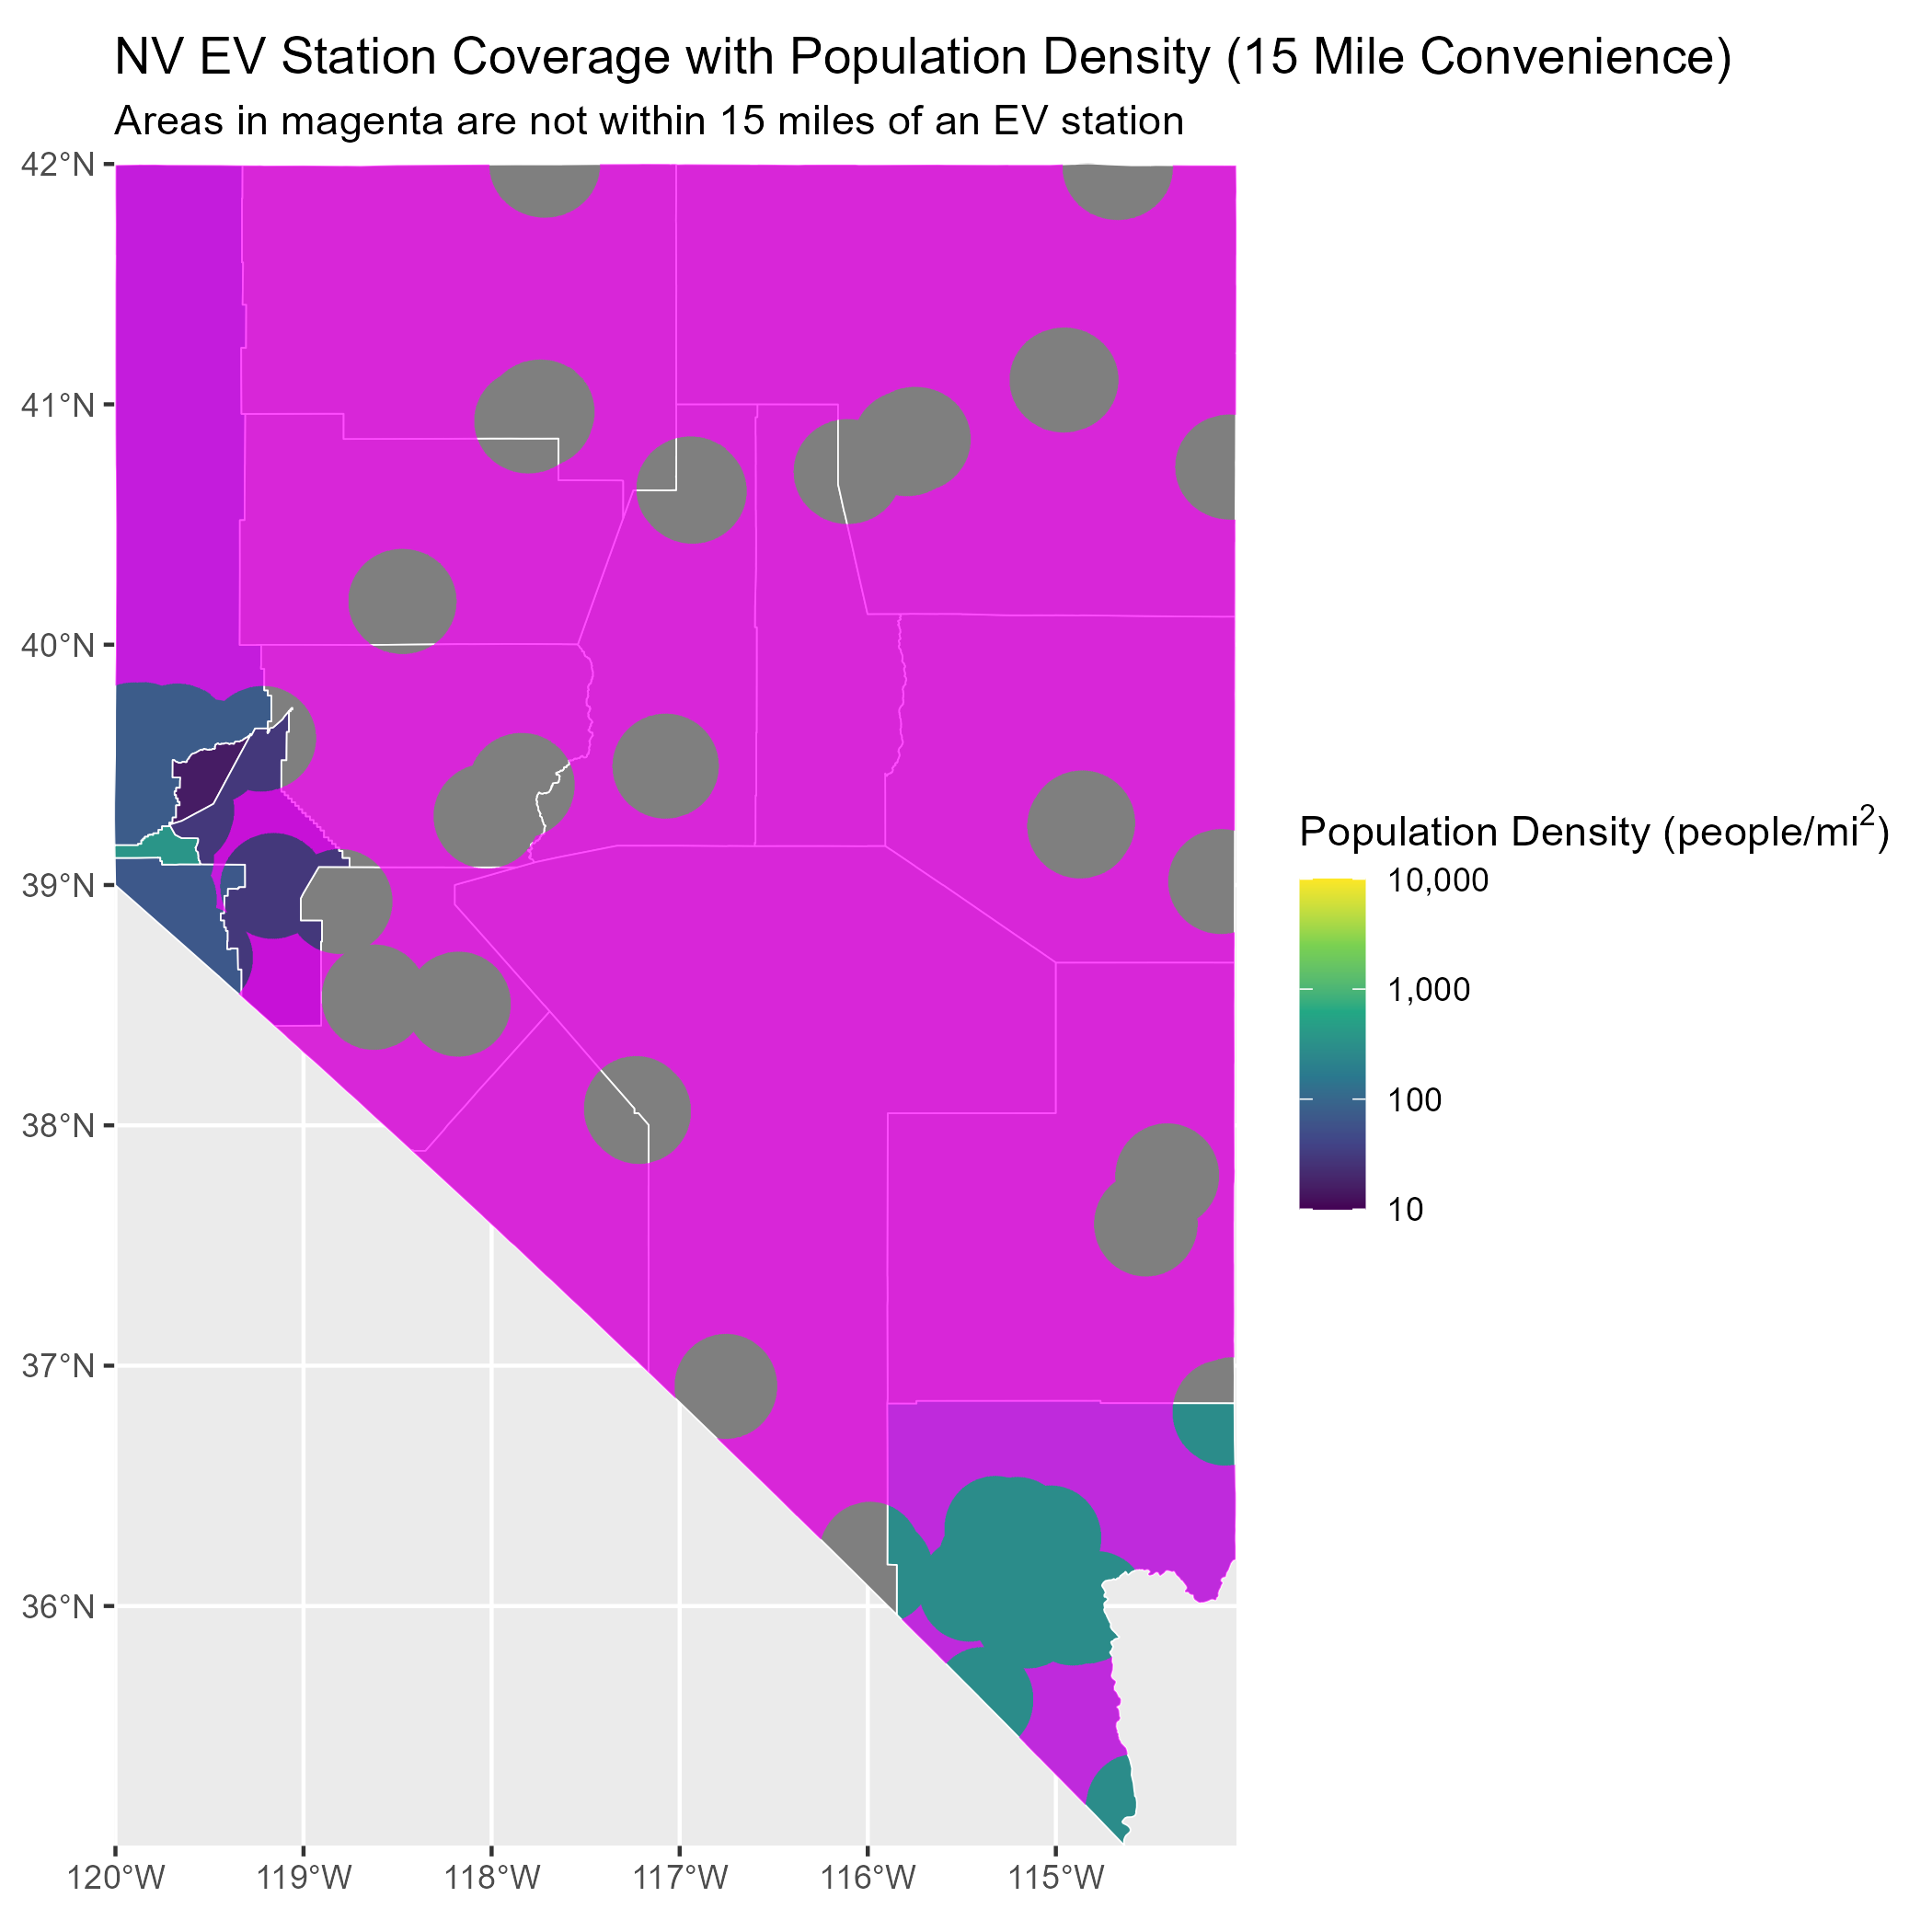 NV EV Station Coverage with Population Density (15 Mile Convenience)
Areas in magenta are not within 15 miles of an EV station
42°N
41°N
40°N
39°N
38°N
37°N
36°N
120°W 119°W 118°W 117°W 116°W 115°W
Population Density (people/mi²)
10,000
1,000
100
10